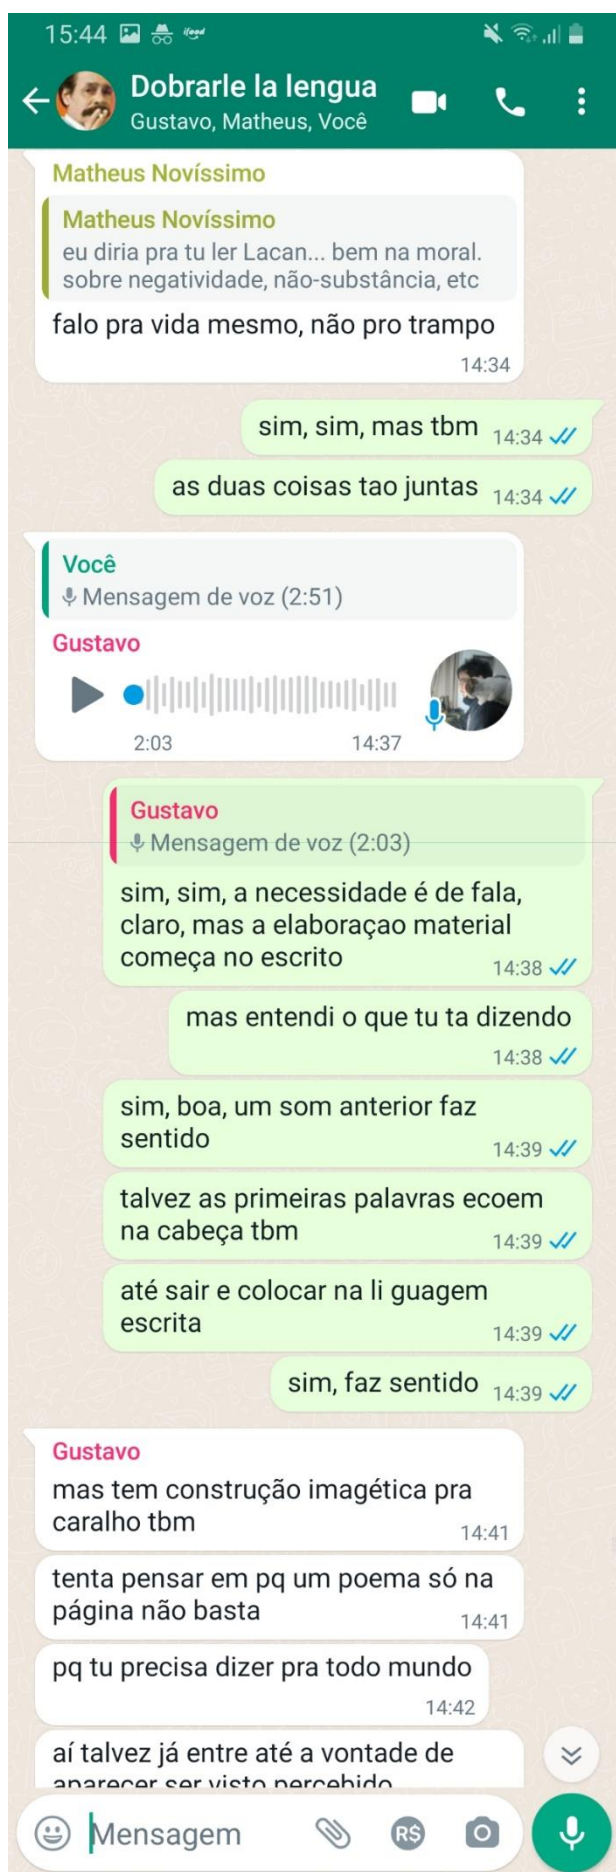 15:44 ifood
Dobrarle la lengua
Gustavo, Matheus, Você
Matheus Novíssimo
Matheus Novíssimo
eu diria pra tu ler Lacan... bem na moral.
sobre negatividade, não-substância, etc
falo pra vida mesmo, não pro trampo
14:34
sim, sim, mas tbm 14:34
as duas coisas tao juntas 14:34
Você
Mensagem de voz (2:51)
Gustavo
2:03 14:37
Gustavo
Mensagem de voz (2:03)
sim, sim, a necessidade é de fala,
claro, mas a elaboraçao material
começa no escrito
14:38
mas entendi o que tu ta dizendo
14:38
sim, boa, um som anterior faz
sentido
14:39
talvez as primeiras palavras ecoem
na cabeça tbm
14:39
até sair e colocar na li guagem
escrita
14:39
sim, faz sentido 14:39
Gustavo
mas tem construção imagética pra
caralho tbm
14:41
tenta pensar em pq um poema só na
página não basta
14:41
pq tu precisa dizer pra todo mundo
14:42
aí talvez já entre até a vontade de
aparecer ser visto percebido
Mensagem R$